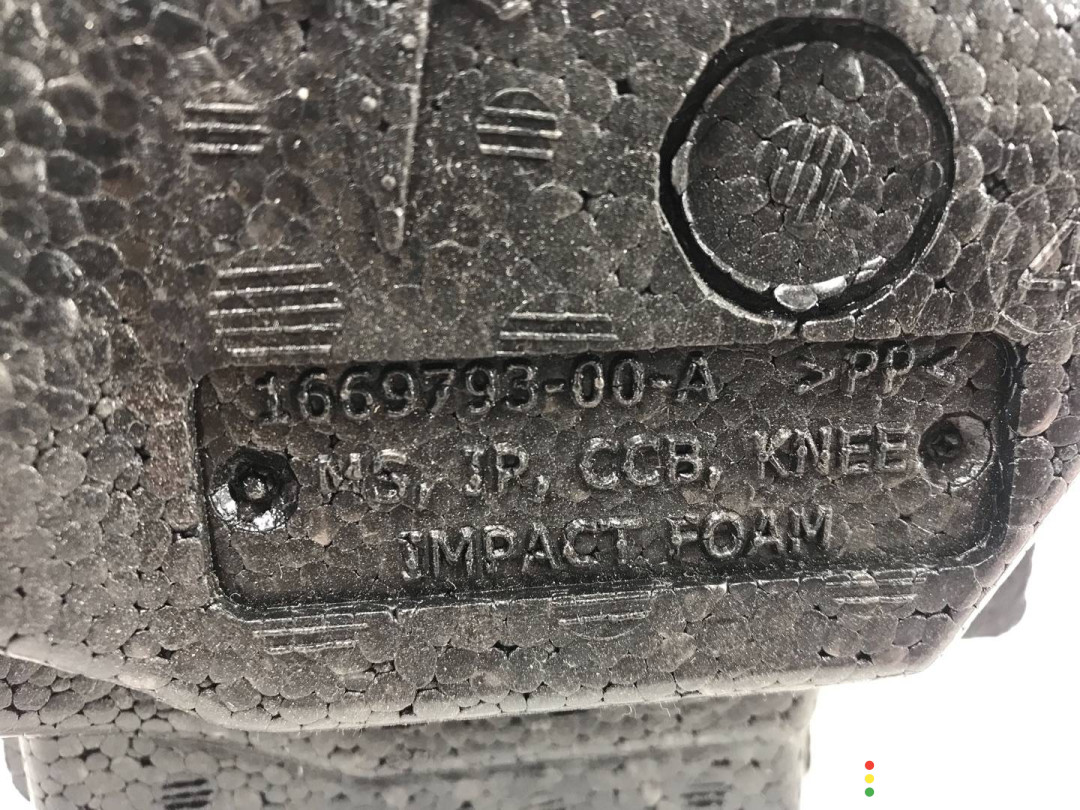 1669793-00-A >PP<
MS, IP, CCB, KNEE
IMPACT FOAM